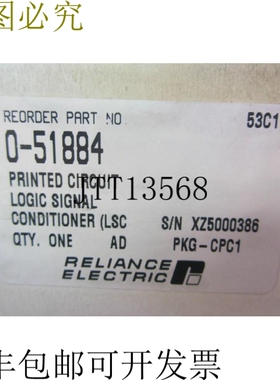 图必究
REORDER PART NO
53C1
0-51884
PRINTED CIRCUIT
LOGIC SIGNAL
JTT13568
CONDITIONER (LSC
S/N XZ5000386
QTY. ONE AD
PKG-CPC1
RELIANCE
ELECTRIC
丰包邮可开发票